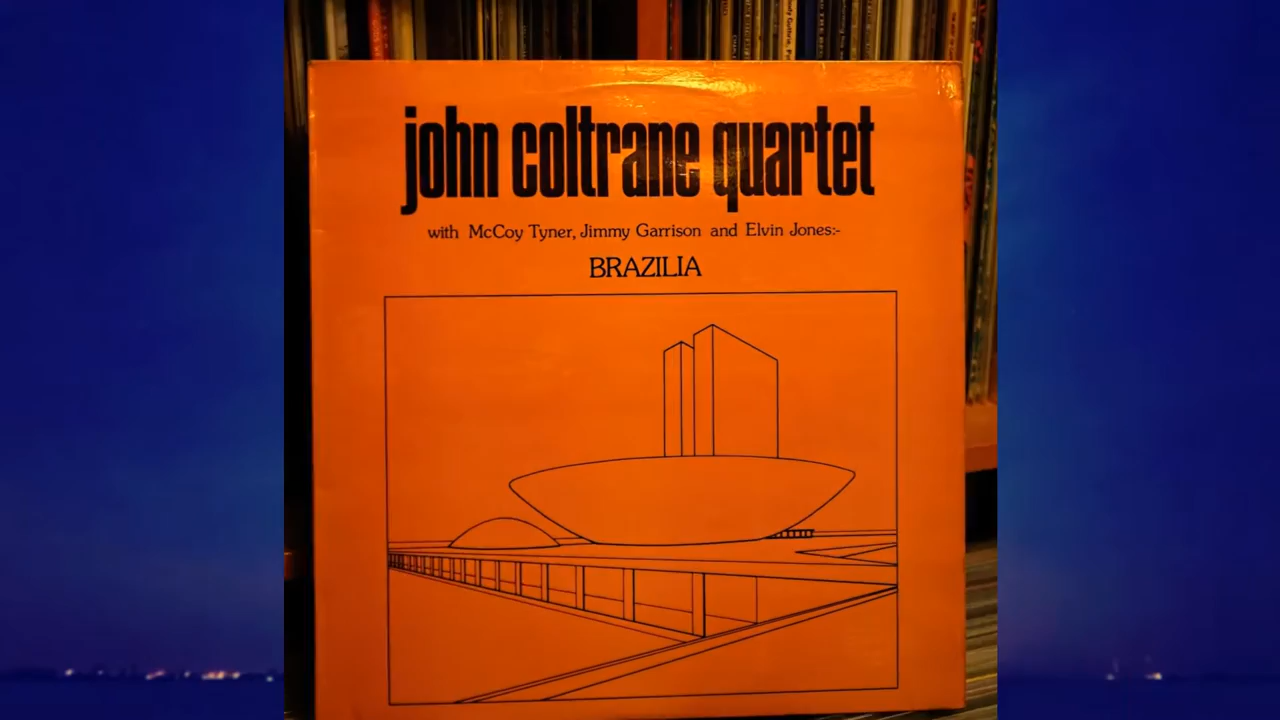 john coltrane quartet
with McCoy Tyner, Jimmy Garrison and Elvin Jones:-
BRAZILIA